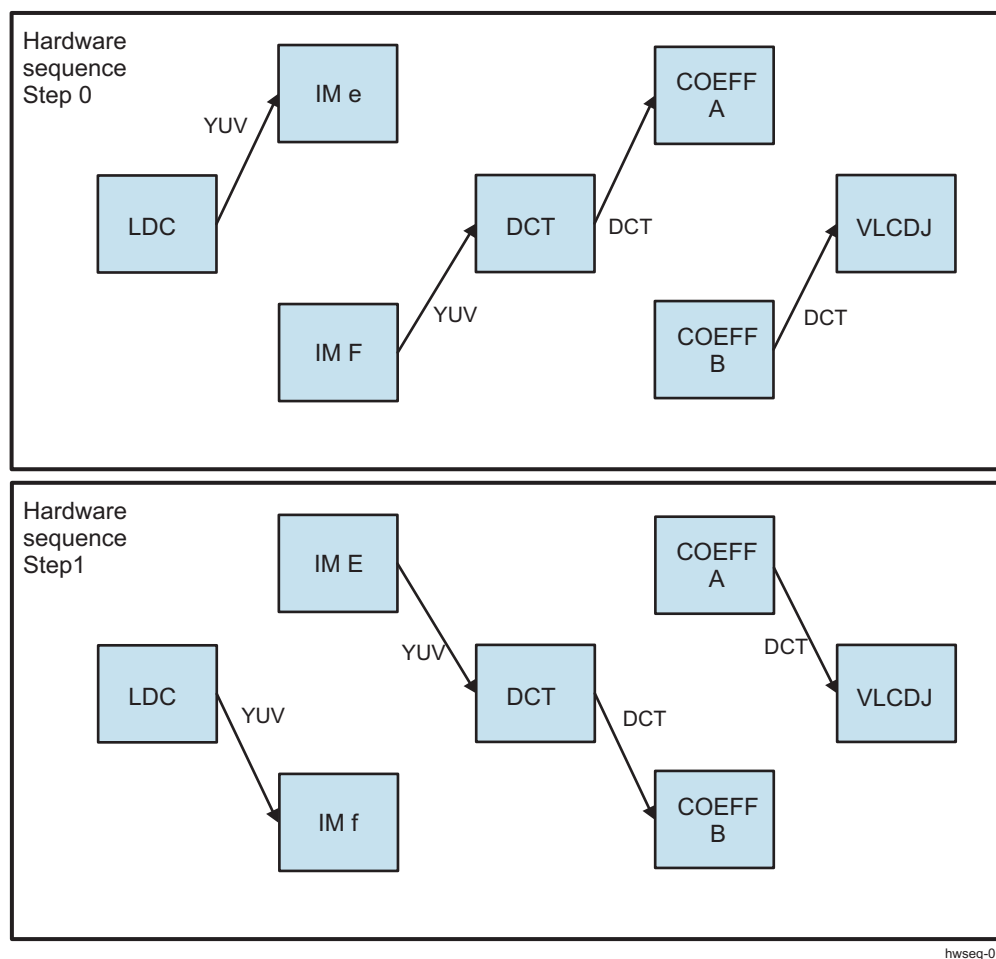 Hardware
sequence
Step 0
IM e
COEFF
A
YUV
LDC
DCT
DCT
VLCDJ
YUV
IM F
COEFF
B
DCT
Hardware
sequence
Step1
IM E
COEFF
A
YUV
DCT
LDC
YUV
DCT
DCT
VLCDJ
IM f
COEFF
B
hwseq-0